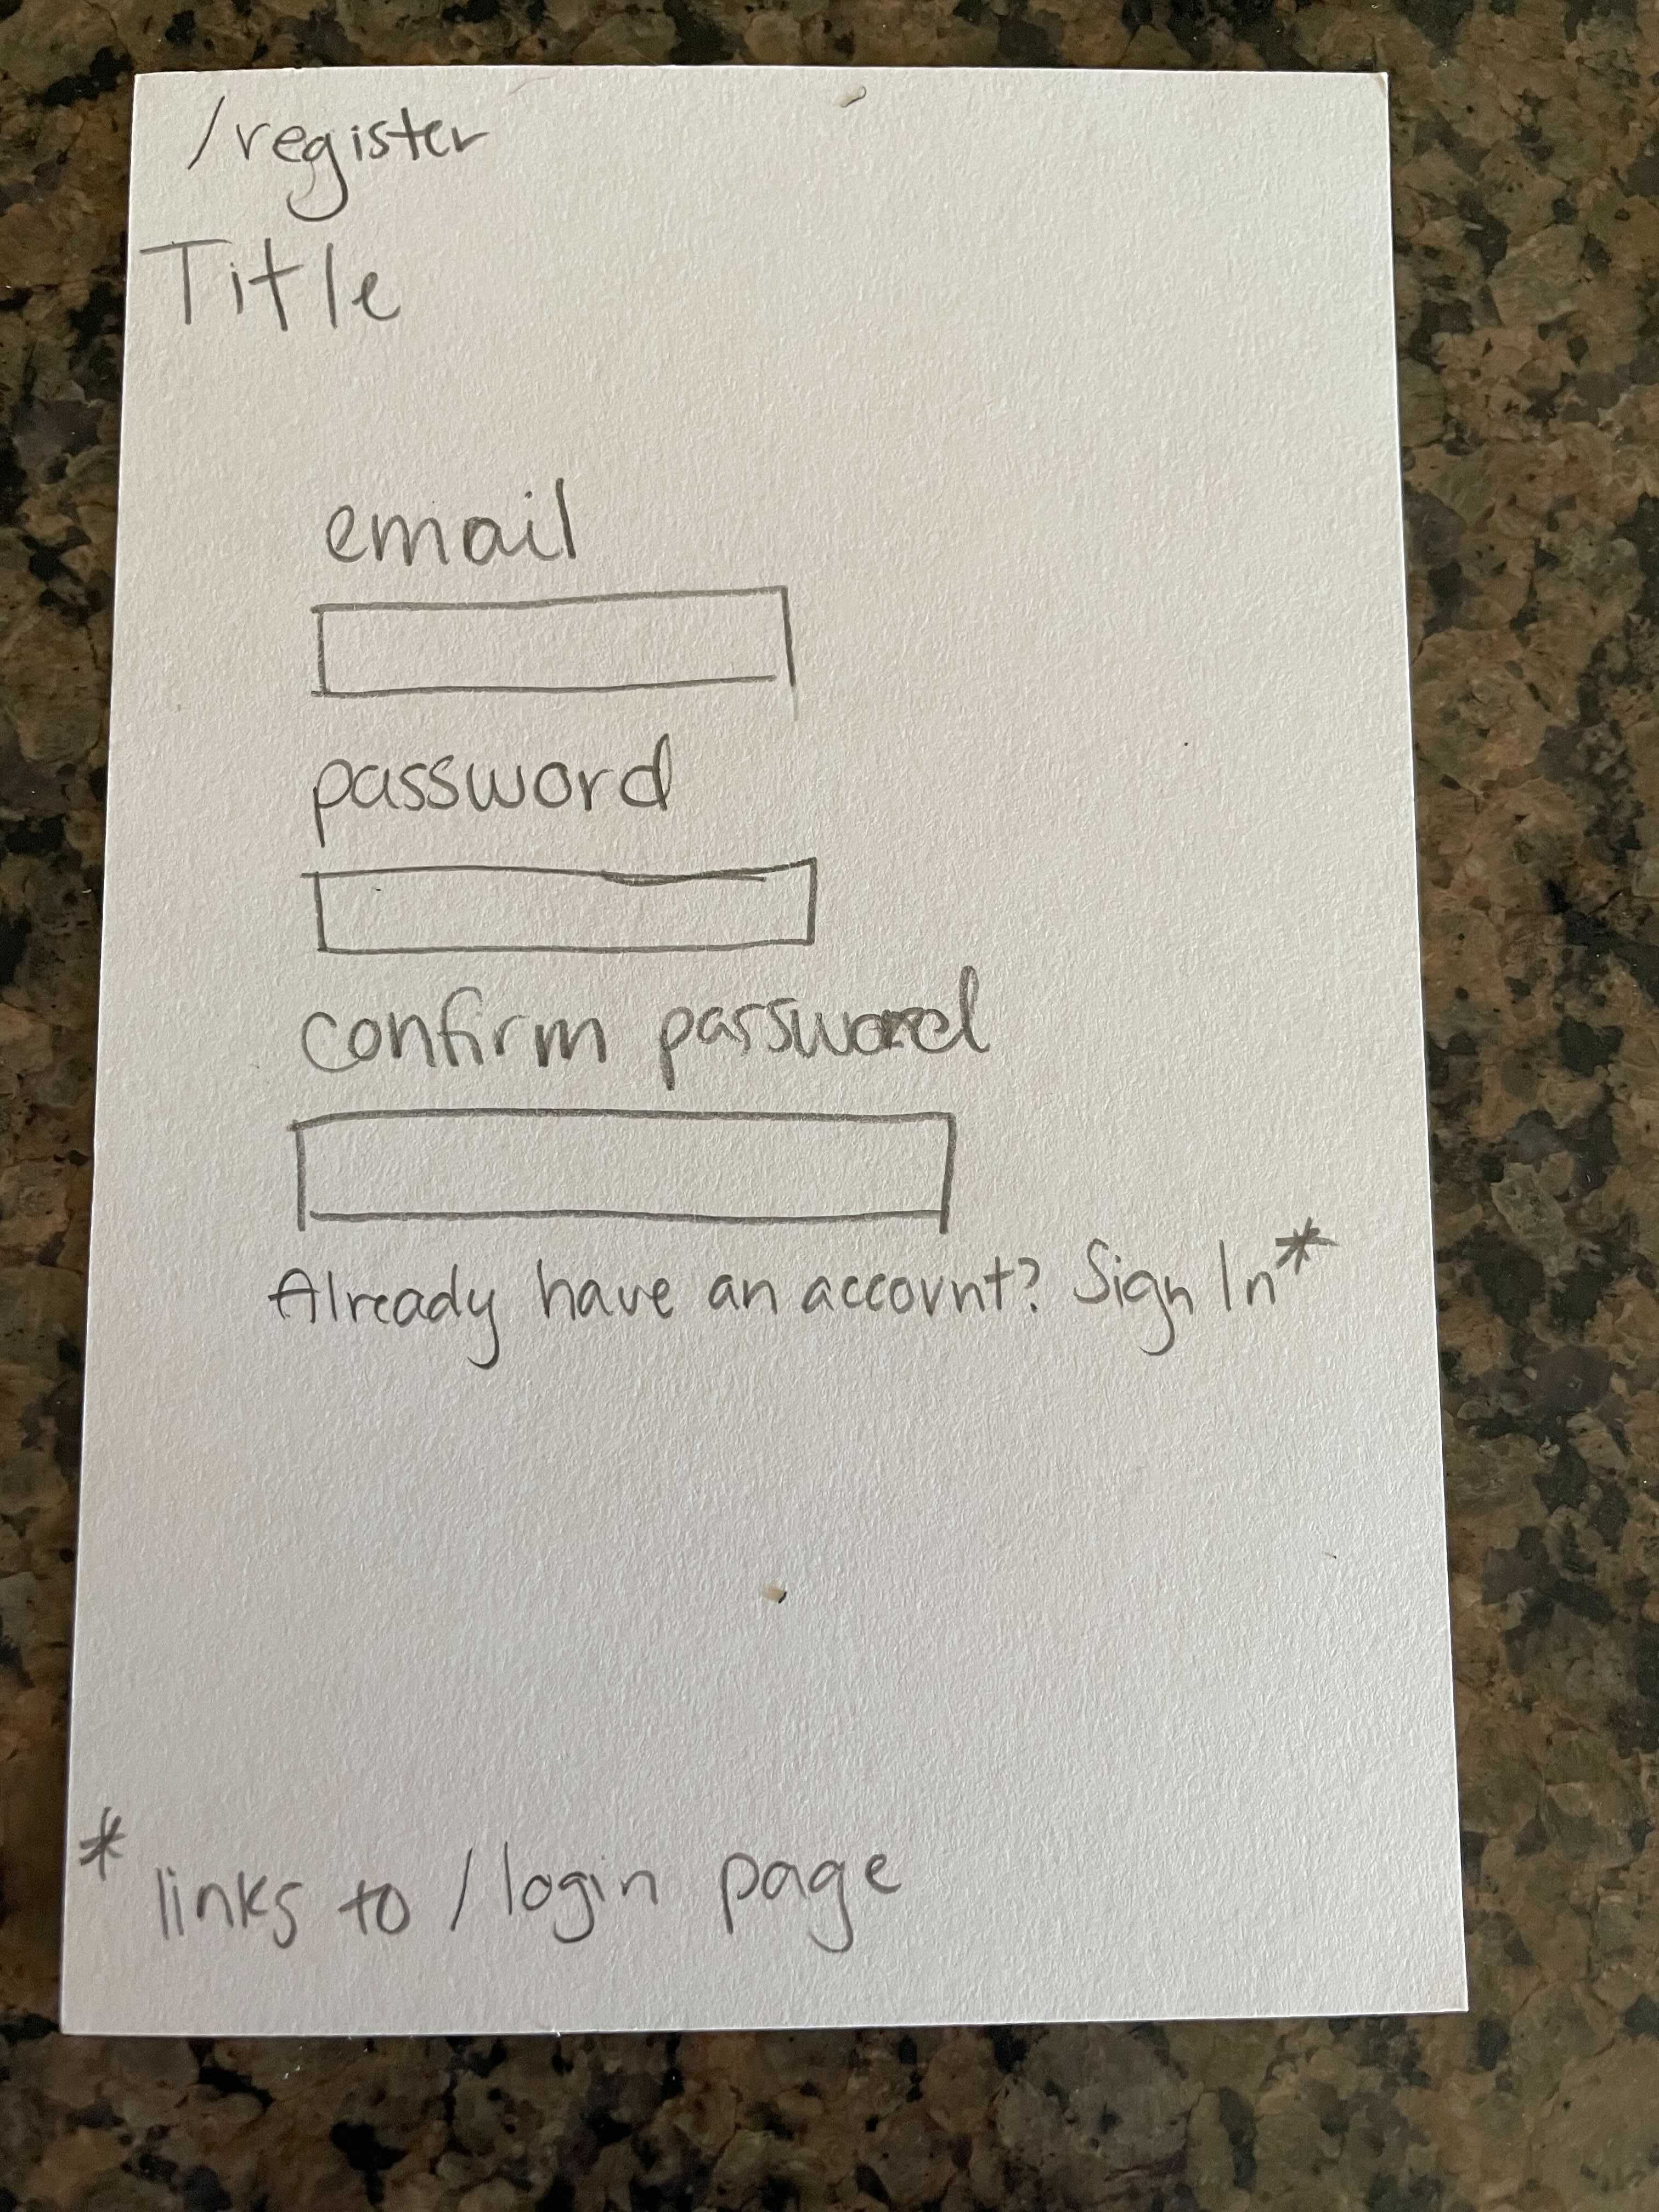 /register
Title
email
password
confirm password
Already have an account? Sign In*
* links to /login page